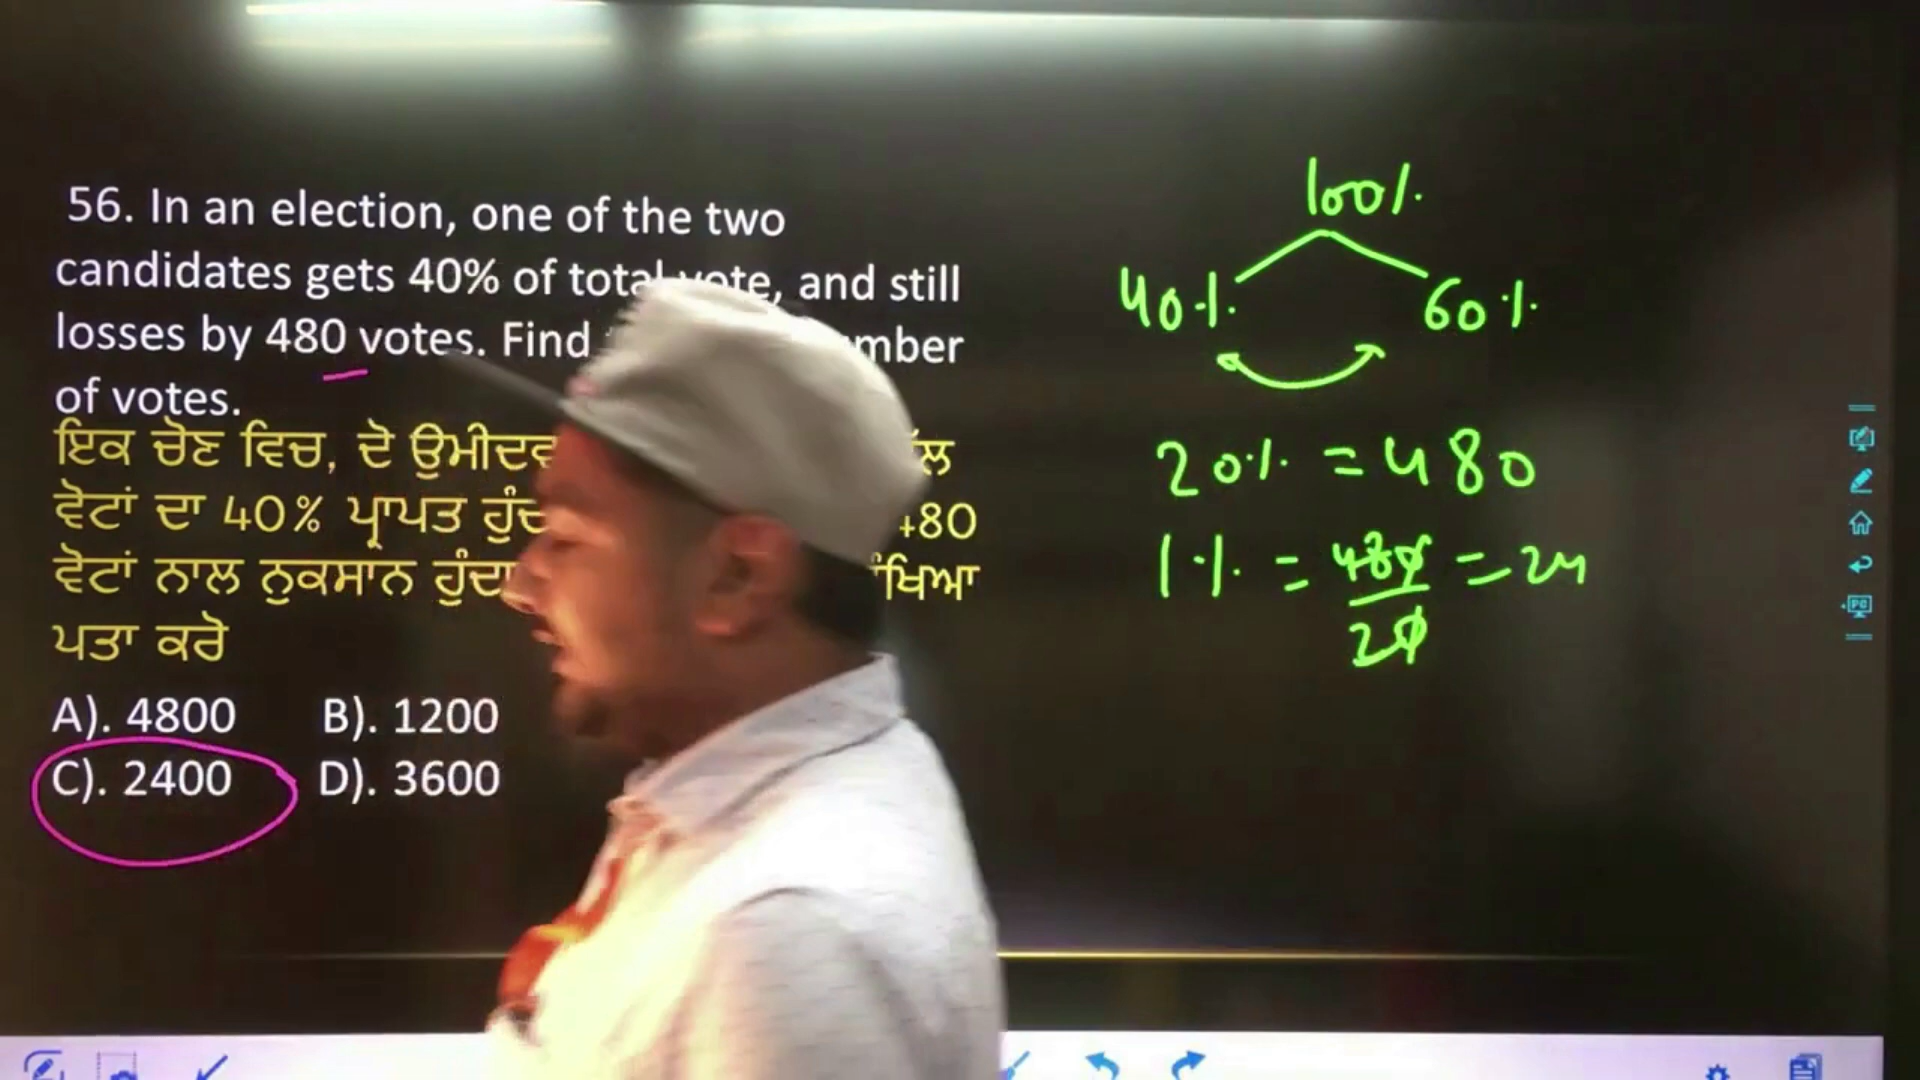 56. In an election, one of the two
candidates gets 40% of total vote, and still
losses by 480 votes. Find
of votes.
ਇਕ ਚੋਣ ਵਿਚ, ਦੋ
ਵੋਟਾਂ ਦਾ 40% ਪ੍ਰਾਪਤ
ਵੋਟਾਂ ਨਾਲ ਨੁਕਸਾਨ
ਪਤਾ ਕਰੋ
A). 4800 B). 1200
C). 2400 D). 3600
100%
40% 60%
20% = 480
1% = 480/20 = 24
PC